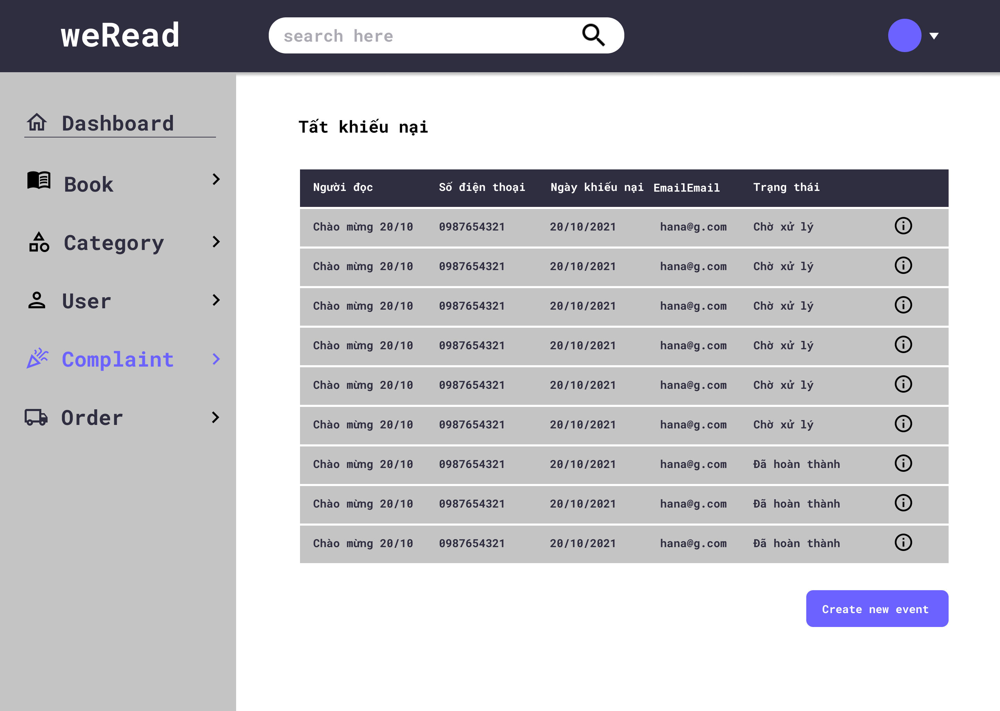 weRead
search here
Dashboard
Book
Category
User
Complaint
Order
Tất khiếu nại
Người đọc Số điện thoại Ngày khiếu nại EmailEmail Trạng thái
Chào mừng 20/10 0987654321 20/10/2021 hana@g.com Chờ xử lý
Chào mừng 20/10 0987654321 20/10/2021 hana@g.com Chờ xử lý
Chào mừng 20/10 0987654321 20/10/2021 hana@g.com Chờ xử lý
Chào mừng 20/10 0987654321 20/10/2021 hana@g.com Chờ xử lý
Chào mừng 20/10 0987654321 20/10/2021 hana@g.com Chờ xử lý
Chào mừng 20/10 0987654321 20/10/2021 hana@g.com Chờ xử lý
Chào mừng 20/10 0987654321 20/10/2021 hana@g.com Đã hoàn thành
Chào mừng 20/10 0987654321 20/10/2021 hana@g.com Đã hoàn thành
Chào mừng 20/10 0987654321 20/10/2021 hana@g.com Đã hoàn thành
Create new event